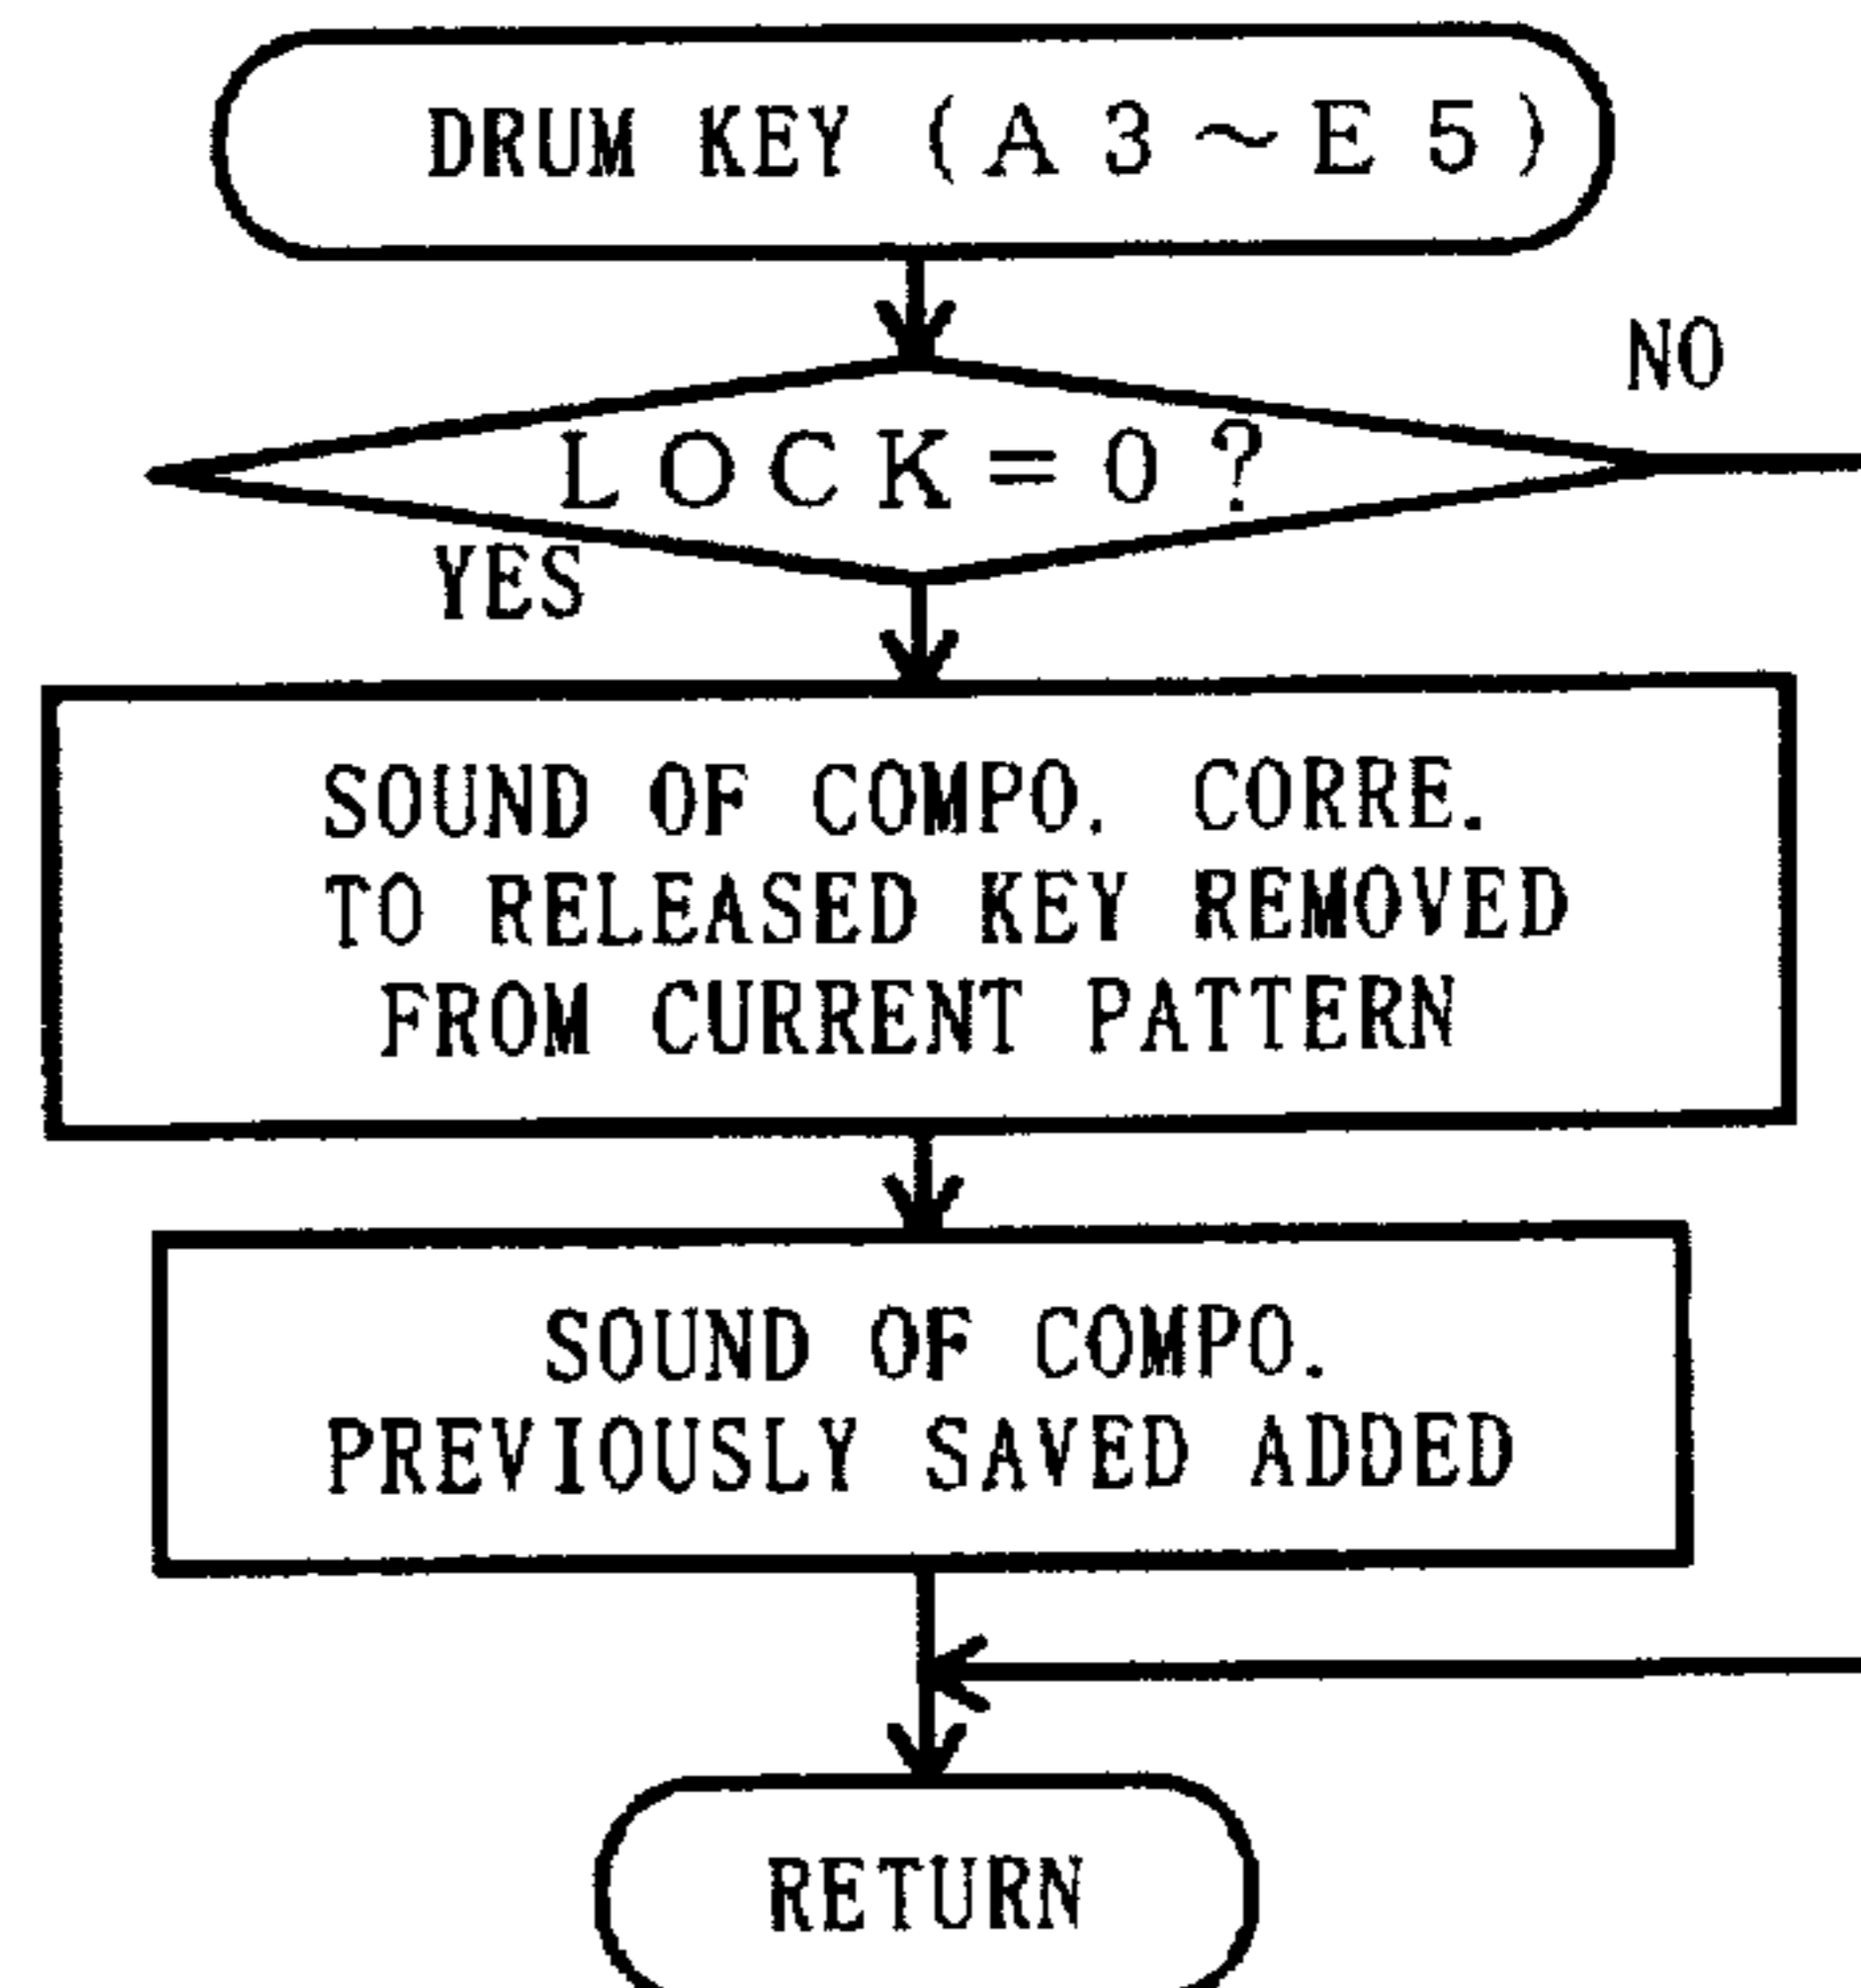 DRUM KEY (A3~E5)
NO
LOCK=0?
YES
SOUND OF COMPO. CORRE.
TO RELEASED KEY REMOVED
FROM CURRENT PATTERN
SOUND OF COMPO.
PREVIOUSLY SAVED ADDED
RETURN